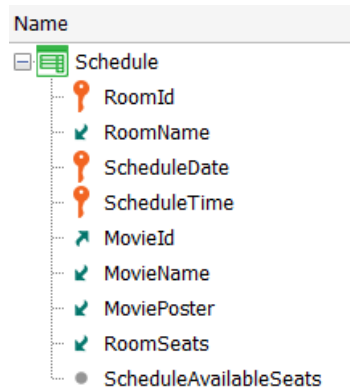 Name
Schedule
RoomId
RoomName
ScheduleDate
ScheduleTime
MovieId
MovieName
MoviePoster
RoomSeats
ScheduleAvailableSeats